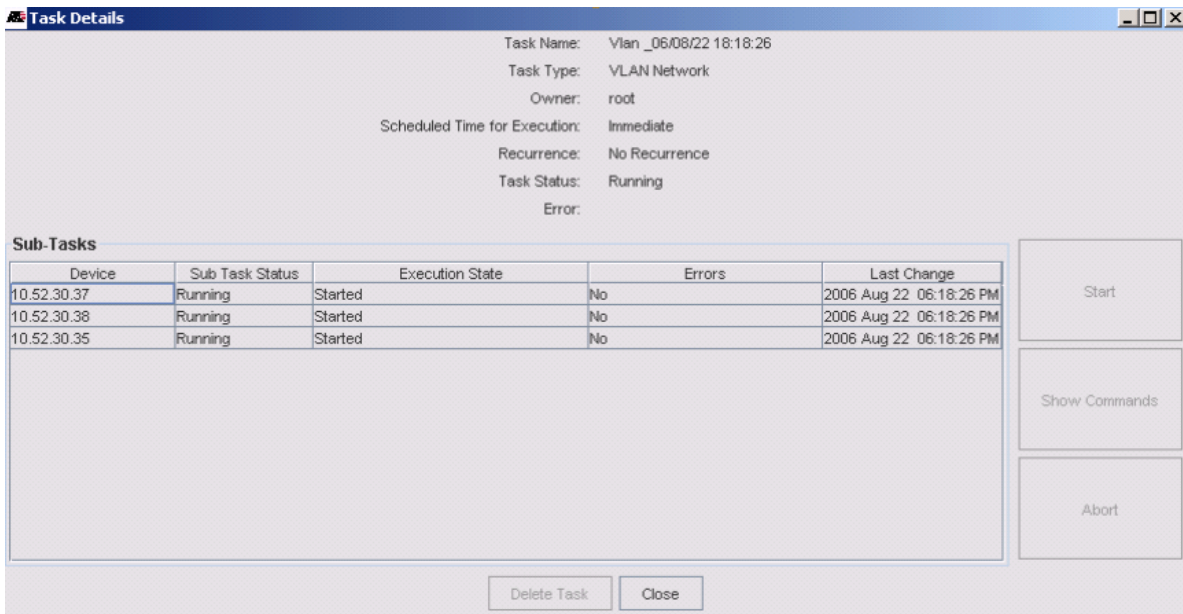 Task Details
Task Name: Vlan _06/08/22 18:18:26
Task Type: VLAN Network
Owner: root
Scheduled Time for Execution: Immediate
Recurrence: No Recurrence
Task Status: Running
Error:
Sub-Tasks
Device Sub Task Status Execution State Errors Last Change
10.52.30.37 Running Started No 2006 Aug 22 06:18:26 PM
10.52.30.38 Running Started No 2006 Aug 22 06:18:26 PM
10.52.30.35 Running Started No 2006 Aug 22 06:18:26 PM
Start
Show Commands
Abort
Delete Task Close